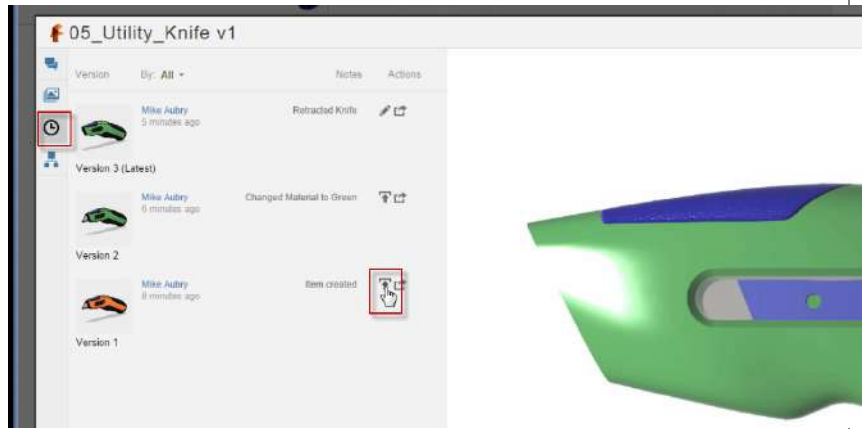 05_Utility_Knife v1
Version By: All Notes Actions
Mike Aubry Retracted Knife
5 minutes ago
Version 3 (Latest)
Mike Aubry Changed Material to Green
6 minutes ago
Version 2
Mike Aubry Item created
8 minutes ago
Version 1